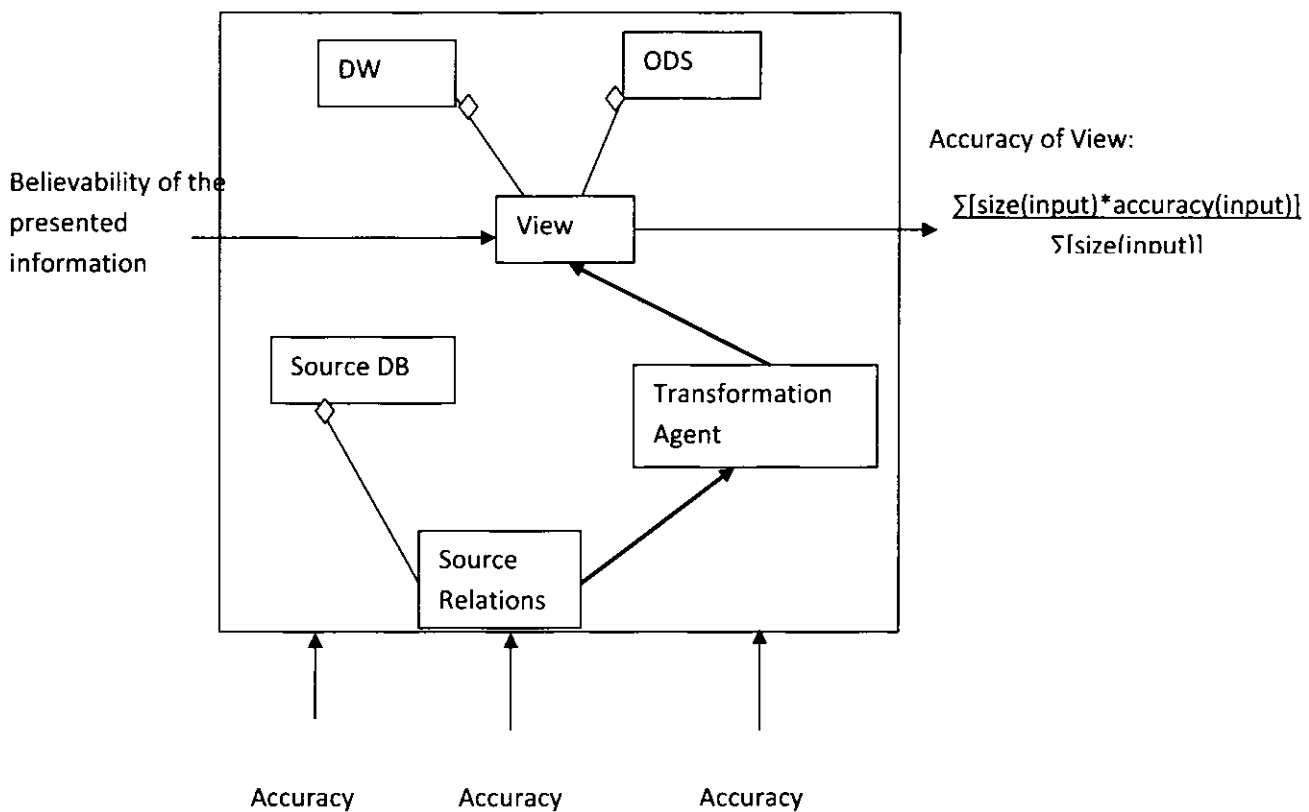 DW
ODS
Accuracy of View:
Believability of the
presented
information
View
∑[size(input)*accuracy(input)]
∑[size(input)]
Source DB
Transformation
Agent
Source
Relations
Accuracy
Accuracy
Accuracy